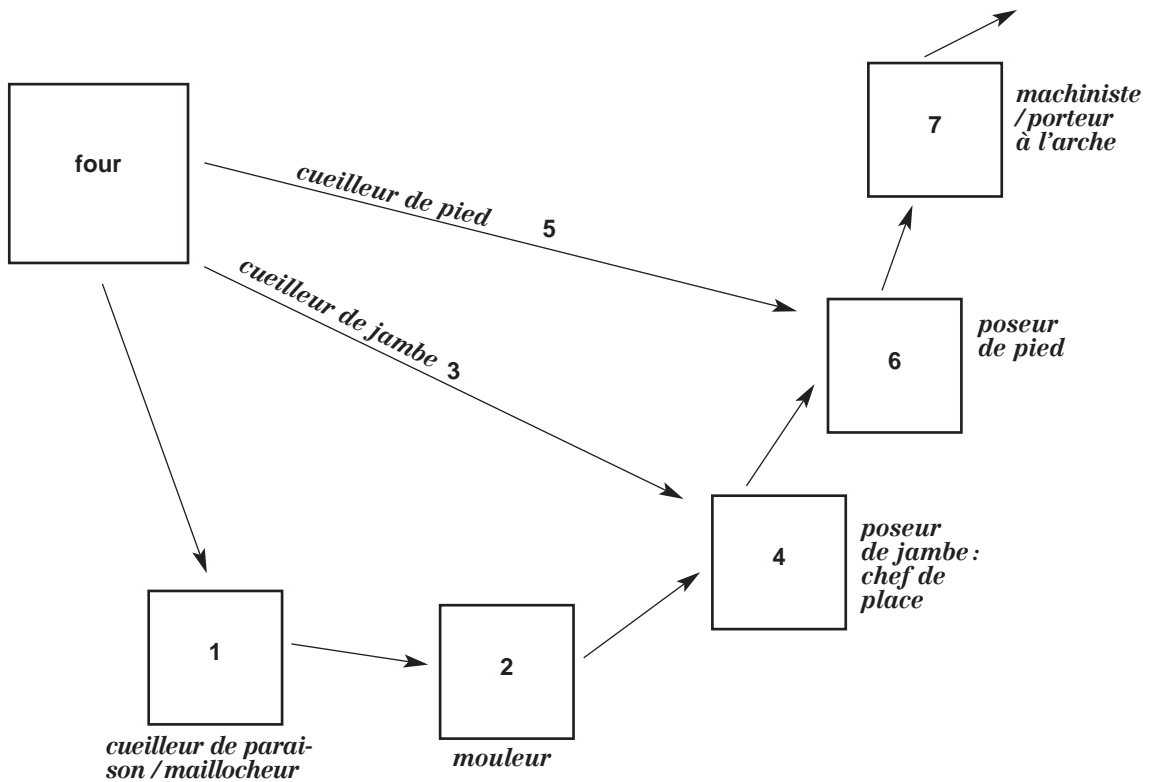 machiniste
/ porteur
à l’arche
7
four
cueilleur de pied
5
cueilleur de jambe
3
poseur
de pied
6
poseur
de jambe :
chef de
place
4
1
2
cueilleur de parai-
son / maillocheur
mouleur